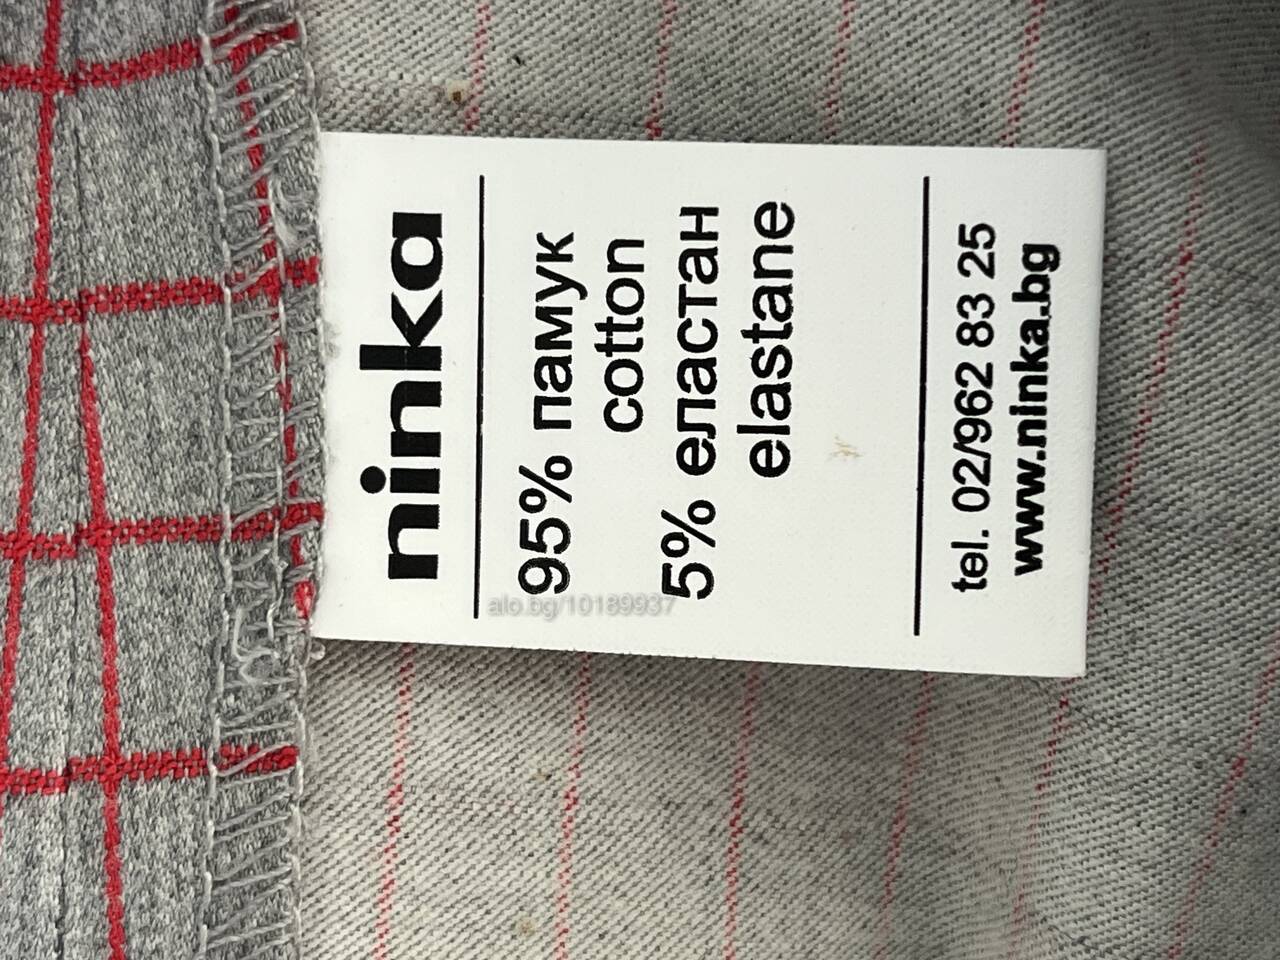 ninka
95% памук
cotton
5% еластан
elastane
tel. 02/962 83 25
www.ninka.bg
alo.bg/10189937